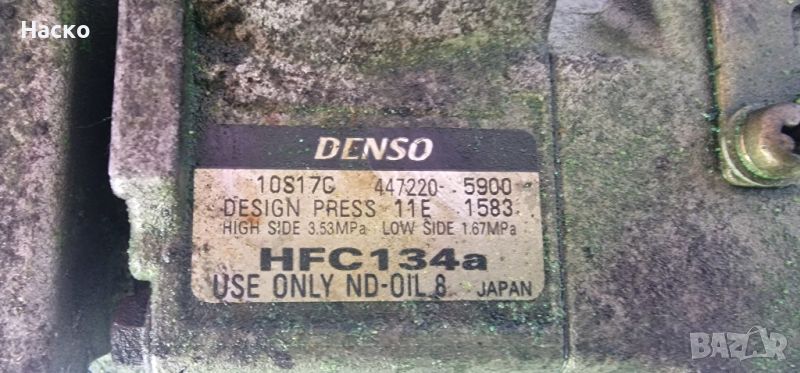 Наско
DENSO
10S17C 447220-5900
DESIGN PRESS 11E 1583
HIGH SIDE 3.53MPa LOW SIDE 1.67MPa
HFC134a
USE ONLY ND-OIL 8 JAPAN
BAZAR